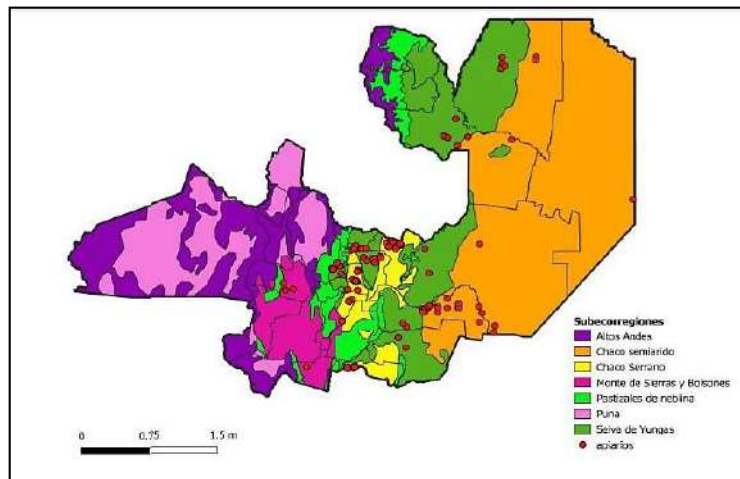 Subecorregiones
Altos Andes
Chaco semiarido
Chaco Serrano
Monte de Sierras y Bolsones
Pastizales de neblina
Puna
Selva de Yungas
apiarios
0 0.75 1.5 m